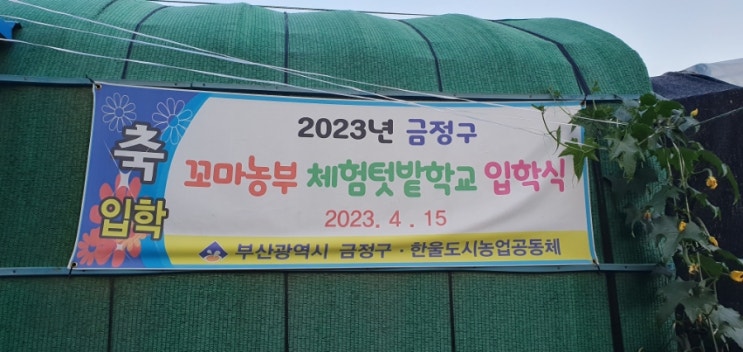 축
입학
2023년 금정구
꼬마농부 체험텃밭학교 입학식
2023. 4. 15
부산광역시 금정구 · 한울도시농업공동체